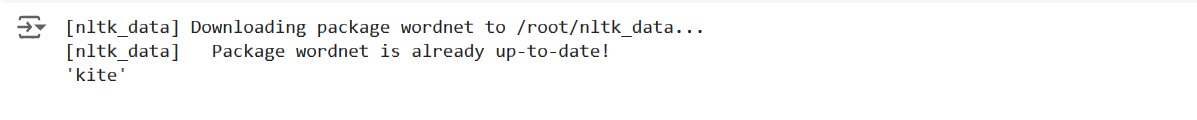 [nltk_data] Downloading package wordnet to /root/nltk_data...
[nltk_data]   Package wordnet is already up-to-date!
'kite'